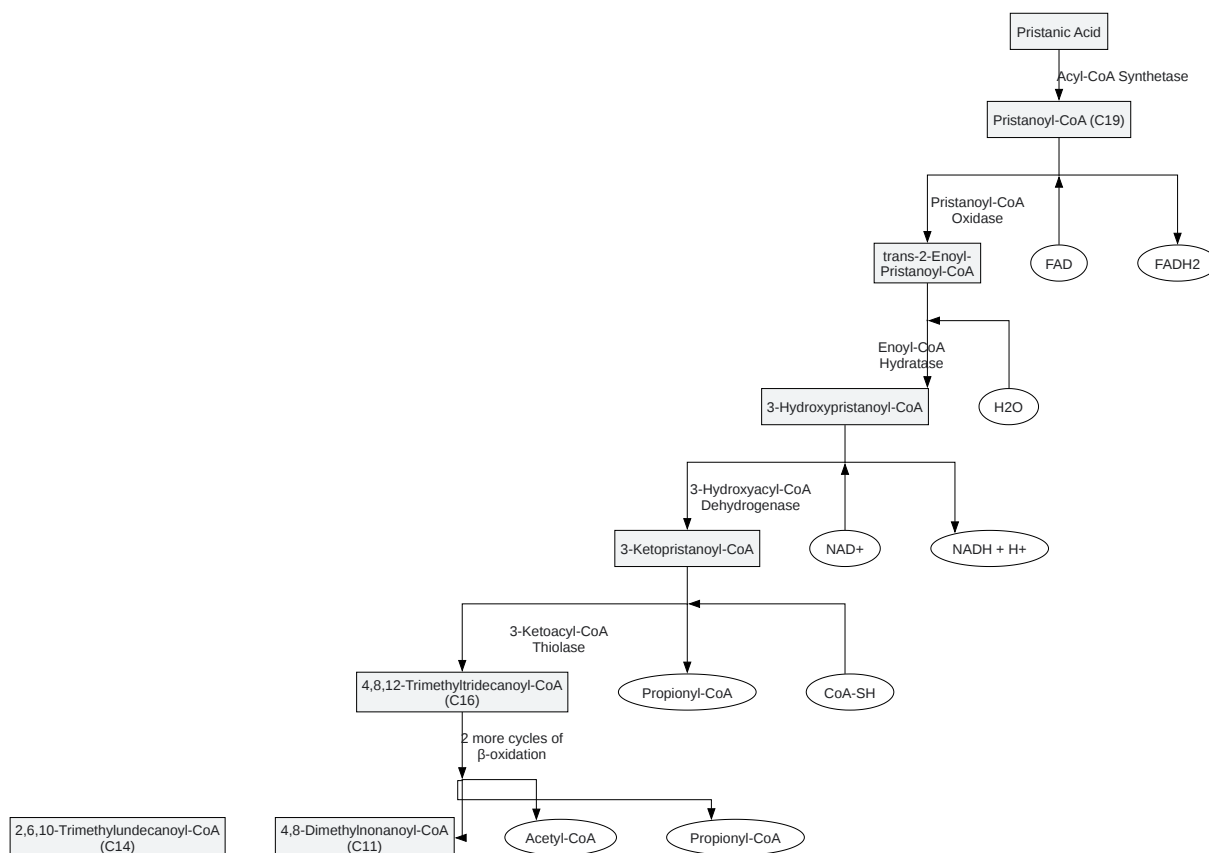 Pristanic Acid
Acyl-CoA Synthetase
Pristanoyl-CoA (C19)
Pristanoyl-CoA
Oxidase
trans-2-Enoyl-
Pristanoyl-CoA
FAD
FADH2
Enoyl-CoA
Hydratase
3-Hydroxypristanoyl-CoA
H2O
3-Hydroxyacyl-CoA
Dehydrogenase
3-Ketopristanoyl-CoA
NAD+
NADH + H+
3-Ketoacyl-CoA
Thiolase
4,8,12-Trimethyltridecanoyl-CoA
(C16)
Propionyl-CoA
CoA-SH
2 more cycles of
β-oxidation
2,6,10-Trimethylundecanoyl-CoA
(C14)
4,8-Dimethylnonanoyl-CoA
(C11)
Acetyl-CoA
Propionyl-CoA